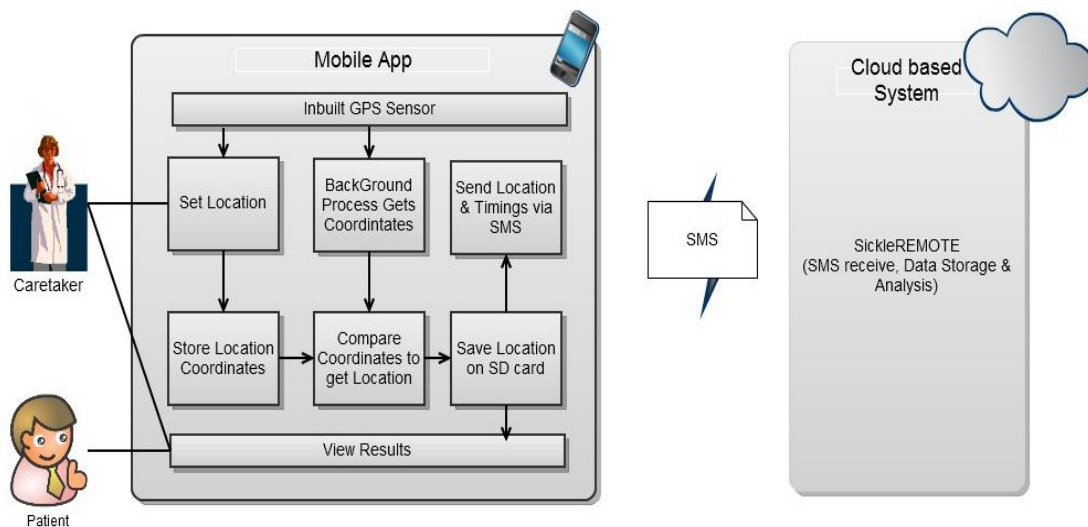 Mobile App
Inbuilt GPS Sensor
Set Location
BackGround
Process Gets
Coordintates
Send Location
& Timings via
SMS
Store Location
Coordinates
Compare
Coordinates to
get Location
Save Location
on SD card
View Results
Caretaker
Patient
SMS
Cloud based
System
SickleREMOTE
(SMS receive, Data Storage &
Analysis)